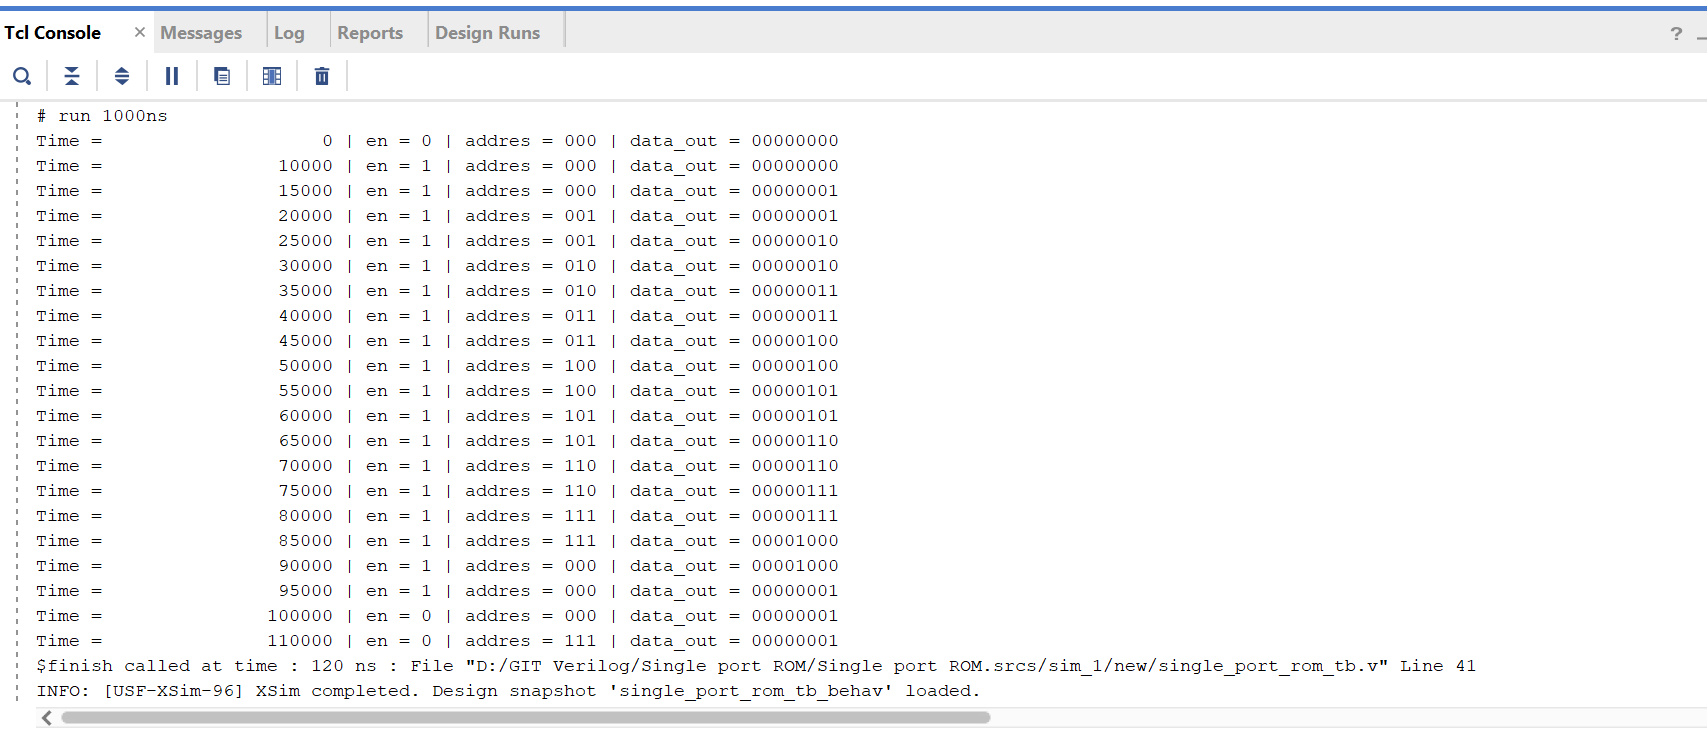 Tcl Console × Messages Log Reports Design Runs ? _
# run 1000ns
Time =                    0 | en = 0 | addres = 000 | data_out = 00000000
Time =                10000 | en = 1 | addres = 000 | data_out = 00000000
Time =                15000 | en = 1 | addres = 000 | data_out = 00000001
Time =                20000 | en = 1 | addres = 001 | data_out = 00000001
Time =                25000 | en = 1 | addres = 001 | data_out = 00000010
Time =                30000 | en = 1 | addres = 010 | data_out = 00000010
Time =                35000 | en = 1 | addres = 010 | data_out = 00000011
Time =                40000 | en = 1 | addres = 011 | data_out = 00000011
Time =                45000 | en = 1 | addres = 011 | data_out = 00000100
Time =                50000 | en = 1 | addres = 100 | data_out = 00000100
Time =                55000 | en = 1 | addres = 100 | data_out = 00000101
Time =                60000 | en = 1 | addres = 101 | data_out = 00000101
Time =                65000 | en = 1 | addres = 101 | data_out = 00000110
Time =                70000 | en = 1 | addres = 110 | data_out = 00000110
Time =                75000 | en = 1 | addres = 110 | data_out = 00000111
Time =                80000 | en = 1 | addres = 111 | data_out = 00000111
Time =                85000 | en = 1 | addres = 111 | data_out = 00001000
Time =                90000 | en = 1 | addres = 000 | data_out = 00001000
Time =                95000 | en = 1 | addres = 000 | data_out = 00000001
Time =               100000 | en = 0 | addres = 000 | data_out = 00000001
Time =               110000 | en = 0 | addres = 111 | data_out = 00000001
$finish called at time : 120 ns : File "D:/GIT Verilog/Single port ROM/Single port ROM.srcs/sim_1/new/single_port_rom_tb.v" Line 41
INFO: [USF-XSim-96] XSim completed. Design snapshot 'single_port_rom_tb_behav' loaded.